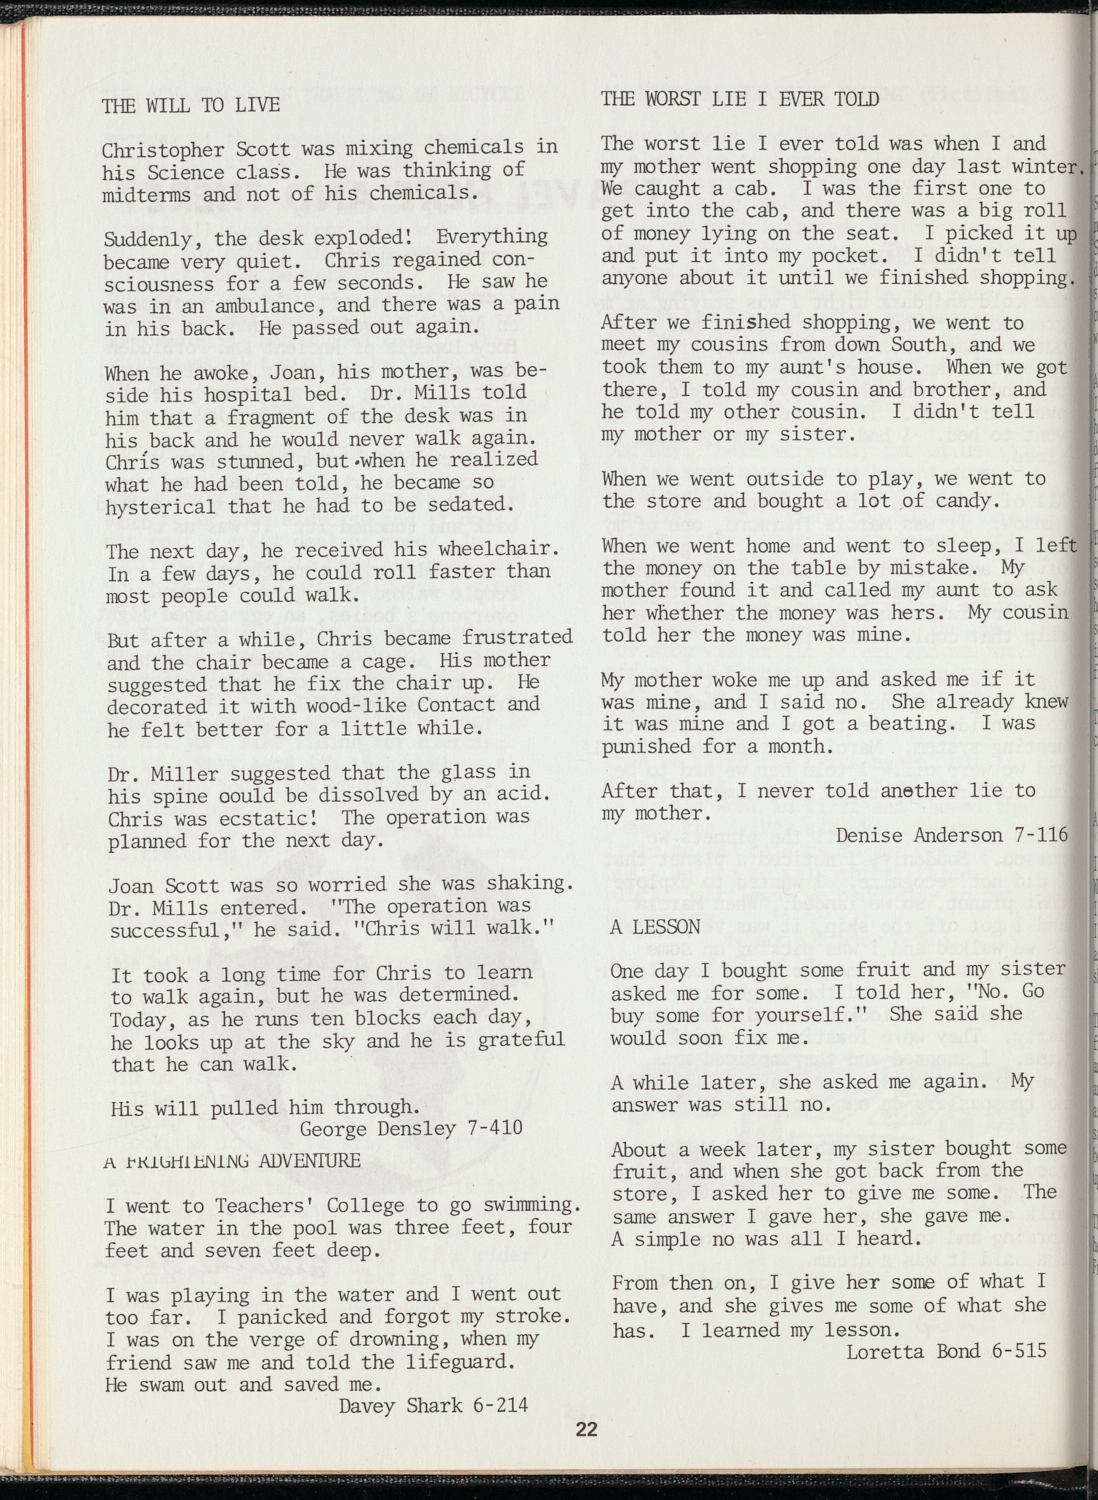 THE WILL TO LIVE
Christopher Scott was mixing chemicals in
his Science class. He was thinking of
midterms and not of his chemicals.
Suddenly, the desk exploded! Everything
became very quiet. Chris regained con-
sciousness for a few seconds. He saw he
was in an ambulance, and there was a pain
in his back. He passed out again.
When he awoke, Joan, his mother, was be-
side his hospital bed. Dr. Mills told
him that a fragment of the desk was in
his back and he would never walk again.
Chris was stunned, but when he realized
what he had been told, he became so
hysterical that he had to be sedated.
The next day, he received his wheelchair.
In a few days, he could roll faster than
most people could walk.
But after a while, Chris became frustrated
and the chair became a cage. His mother
suggested that he fix the chair up. He
decorated it with wood-like Contact and
he felt better for a little while.
Dr. Miller suggested that the glass in
his spine oould be dissolved by an acid.
Chris was ecstatic! The operation was
planned for the next day.
Joan Scott was so worried she was shaking.
Dr. Mills entered. "The operation was
successful," he said. "Chris will walk."
It took a long time for Chris to learn
to walk again, but he was determined.
Today, as he runs ten blocks each day,
he looks up at the sky and he is grateful
that he can walk.
His will pulled him through.
George Densley 7-410
A FRIGHTENING ADVENTURE
I went to Teachers' College to go swimming.
The water in the pool was three feet, four
feet and seven feet deep.
I was playing in the water and I went out
too far. I panicked and forgot my stroke.
I was on the verge of drowning, when my
friend saw me and told the lifeguard.
He swam out and saved me.
Davey Shark 6-214
THE WORST LIE I EVER TOLD
The worst lie I ever told was when I and
my mother went shopping one day last winter.
We caught a cab. I was the first one to
get into the cab, and there was a big roll
of money lying on the seat. I picked it up
and put it into my pocket. I didn't tell
anyone about it until we finished shopping.
After we finished shopping, we went to
meet my cousins from down South, and we
took them to my aunt's house. When we got
there, I told my cousin and brother, and
he told my other cousin. I didn't tell
my mother or my sister.
When we went outside to play, we went to
the store and bought a lot of candy.
When we went home and went to sleep, I left
the money on the table by mistake. My
mother found it and called my aunt to ask
her whether the money was hers. My cousin
told her the money was mine.
My mother woke me up and asked me if it
was mine, and I said no. She already knew
it was mine and I got a beating. I was
punished for a month.
After that, I never told another lie to
my mother.
Denise Anderson 7-116
A LESSON
One day I bought some fruit and my sister
asked me for some. I told her, "No. Go
buy some for yourself." She said she
would soon fix me.
A while later, she asked me again. My
answer was still no.
About a week later, my sister bought some
fruit, and when she got back from the
store, I asked her to give me some. The
same answer I gave her, she gave me.
A simple no was all I heard.
From then on, I give her some of what I
have, and she gives me some of what she
has. I learned my lesson.
Loretta Bond 6-515
22